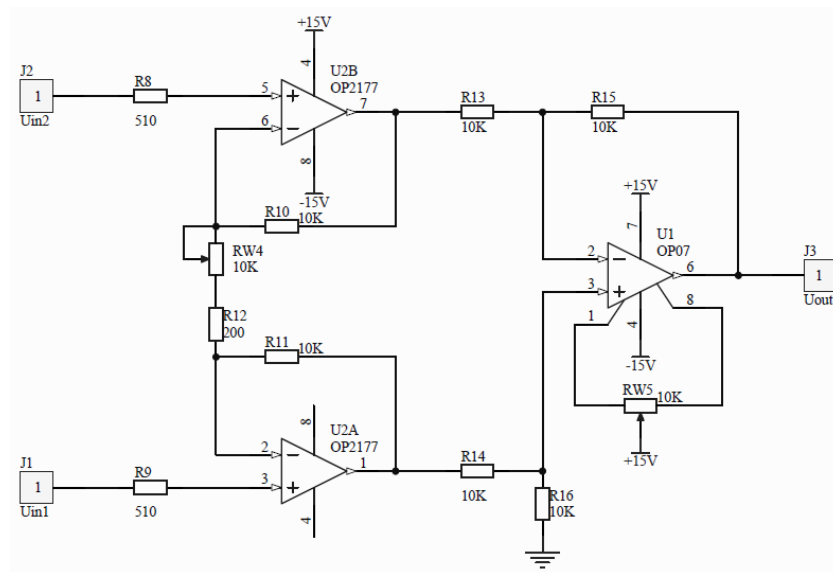 +15V
J2
1
Uin2
R8
510
5
6
4
U2B
OP2177
7
8
-15V
R13
10K
R15
10K
R10
10K
RW4
10K
R12
200
R11
10K
+15V
7
U1
OP07
2
3
6
1
8
4
-15V
J3
1
Uout
RW5
10K
+15V
8
U2A
OP2177
2
3
1
4
J1
1
Uin1
R9
510
R14
10K
R16
10K